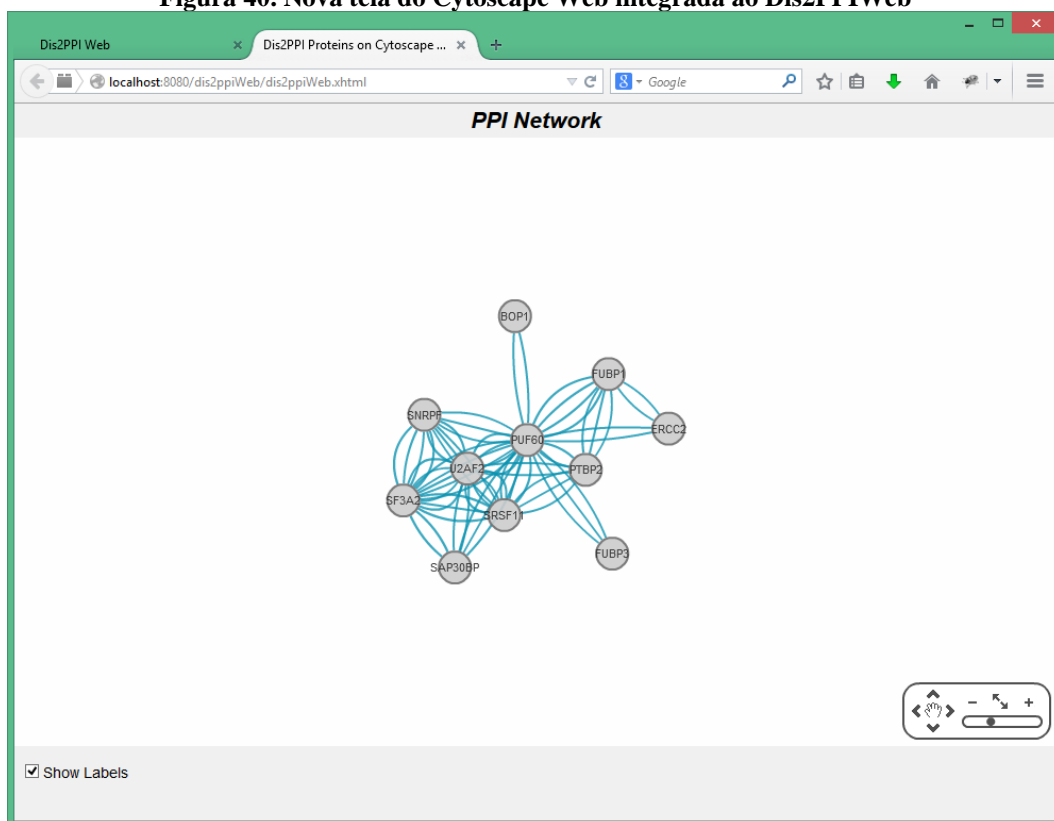 Figura 40: Nova tela do Cytoscape Web integrada ao Dis2PPIWeb
Dis2PPI Web
Dis2PPI Proteins on Cytoscape ...
localhost:8080/dis2ppiWeb/dis2ppiWeb.xhtml
8 Google
PPI Network
BOP1
FUBP1
SNRPF
ERCC2
PUF60
U2AF2
PTBP2
SF3A2
SRSF11
FUBP3
SAP30BP
Show Labels